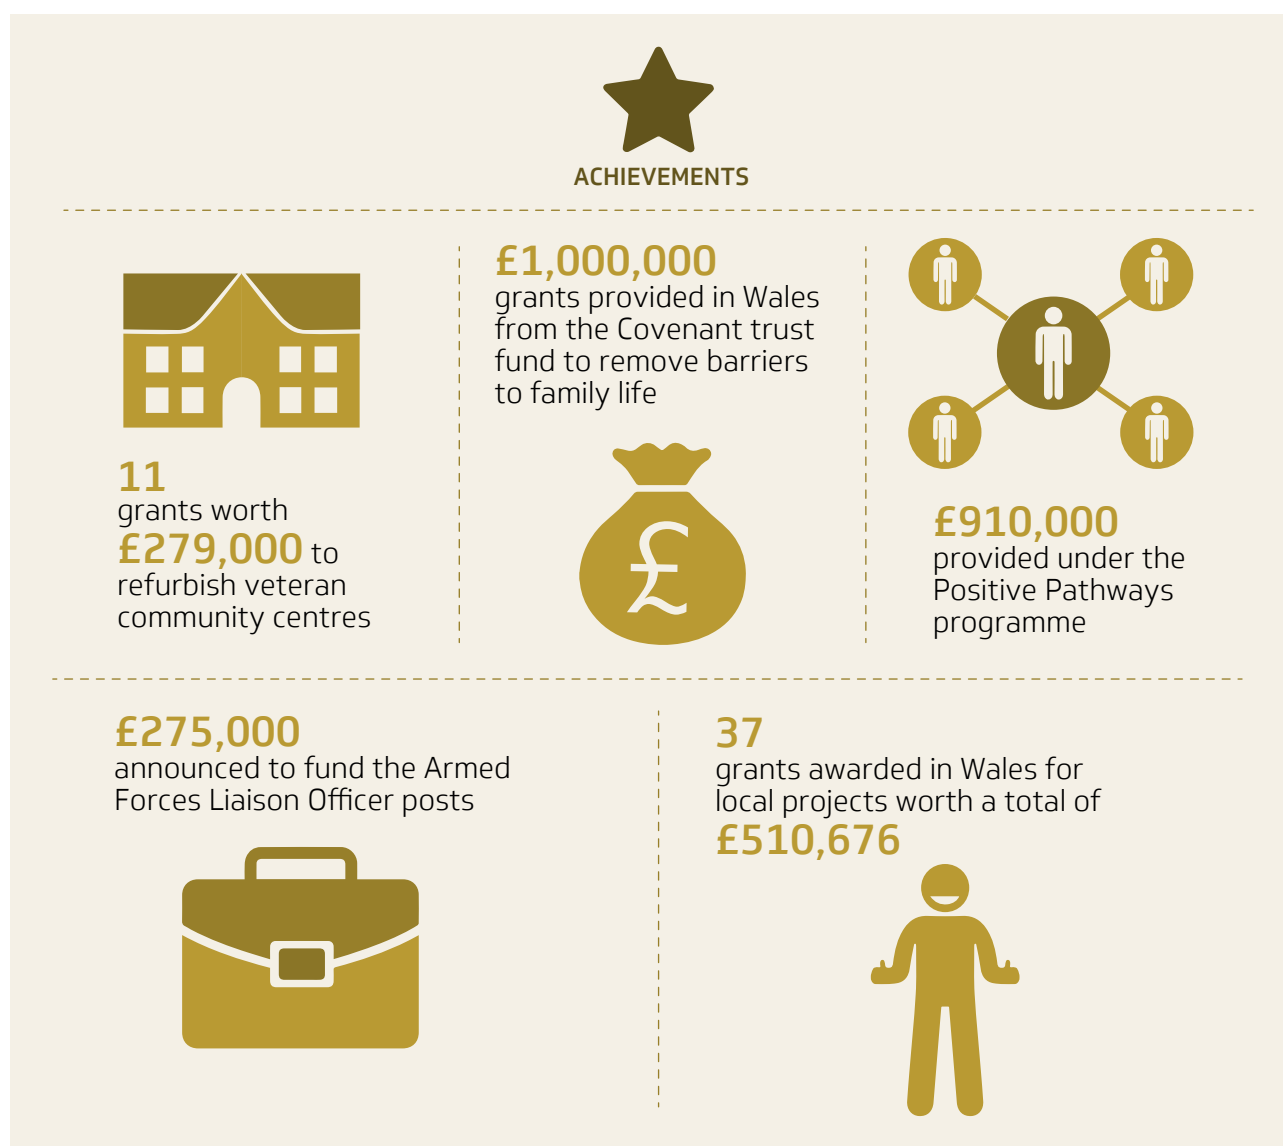 ACHIEVEMENTS
11
grants worth
£279,000 to
refurbish veteran
community centres
£1,000,000
grants provided in Wales
from the Covenant trust
fund to remove barriers
to family life
£
£910,000
provided under the
Positive Pathways
programme
£275,000
announced to fund the Armed
Forces Liaison Officer posts
37
grants awarded in Wales for
local projects worth a total of
£510,676